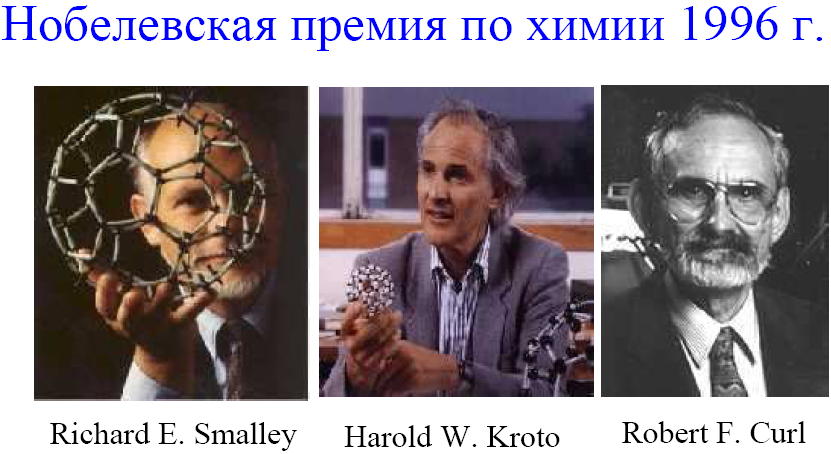 Нобелевская премия по химии 1996 г.
Richard E. Smalley
Harold W. Kroto
Robert F. Curl